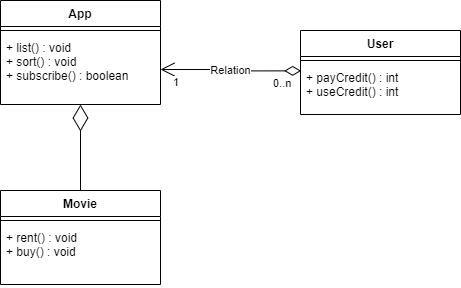 App
+ list() : void
+ sort() : void
+ subscribe() : boolean
User
+ payCredit() : int
+ useCredit() : int
Relation
1
0..n
Movie
+ rent() : void
+ buy() : void